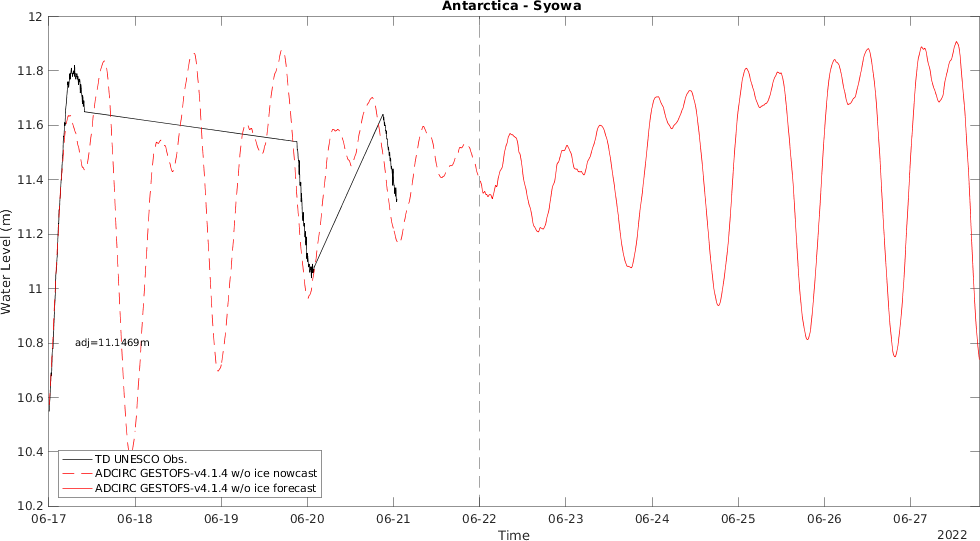 Antarctica - Syowa
12
11.8
11.6
11.4
11.2
11
10.8
10.6
10.4
10.2
Water Level (m)
adj=11.1469m
TD UNESCO Obs.
ADCIRC GESTOFS-v4.1.4 w/o ice nowcast
ADCIRC GESTOFS-v4.1.4 w/o ice forecast
06-17 06-18 06-19 06-20 06-21 06-22 06-23 06-24 06-25 06-26 06-27
Time
2022